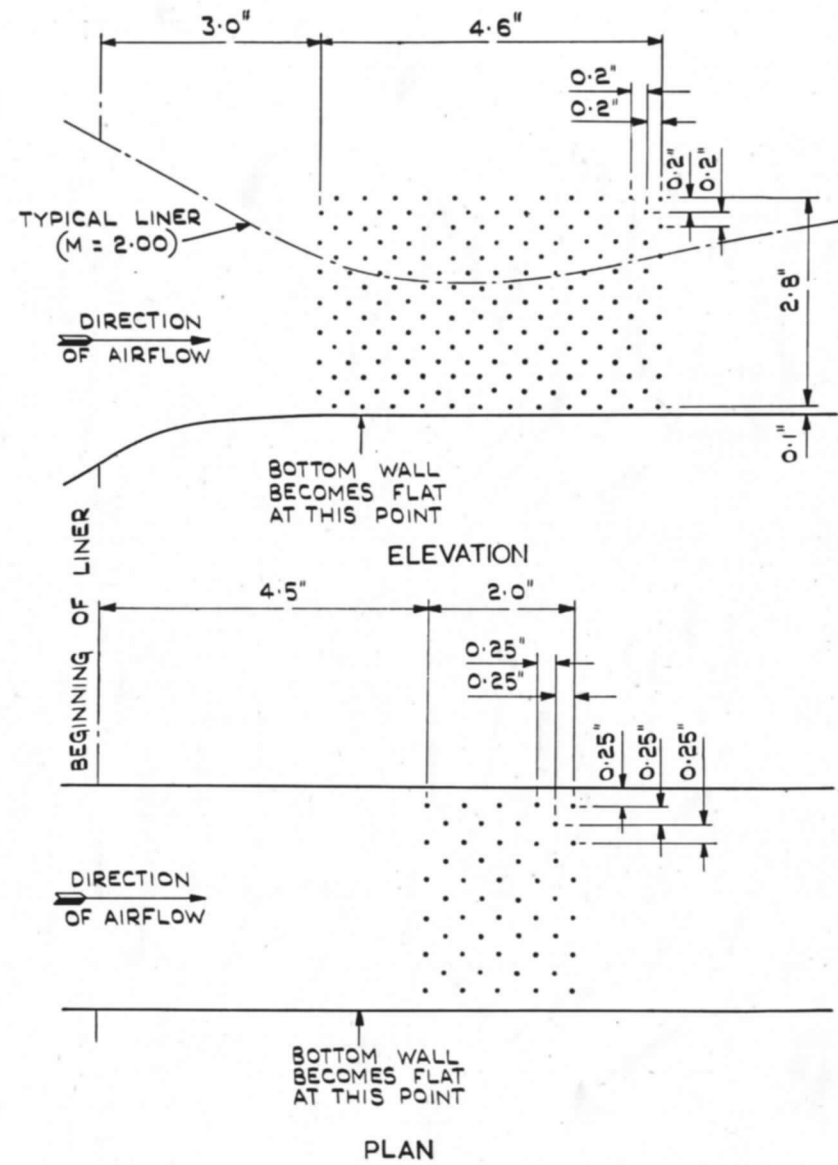 3·0"
4·6"
0·2"
0·2"
0·2"
0·2"
TYPICAL LINER
(M = 2·00)
2·8"
DIRECTION
OF AIRFLOW
0·1"
BOTTOM WALL
BECOMES FLAT
AT THIS POINT
ELEVATION
BEGINNING OF LINER
4·5"
2·0"
0·25"
0·25"
0·25"
0·25"
0·25"
DIRECTION
OF AIRFLOW
BOTTOM WALL
BECOMES FLAT
AT THIS POINT
PLAN